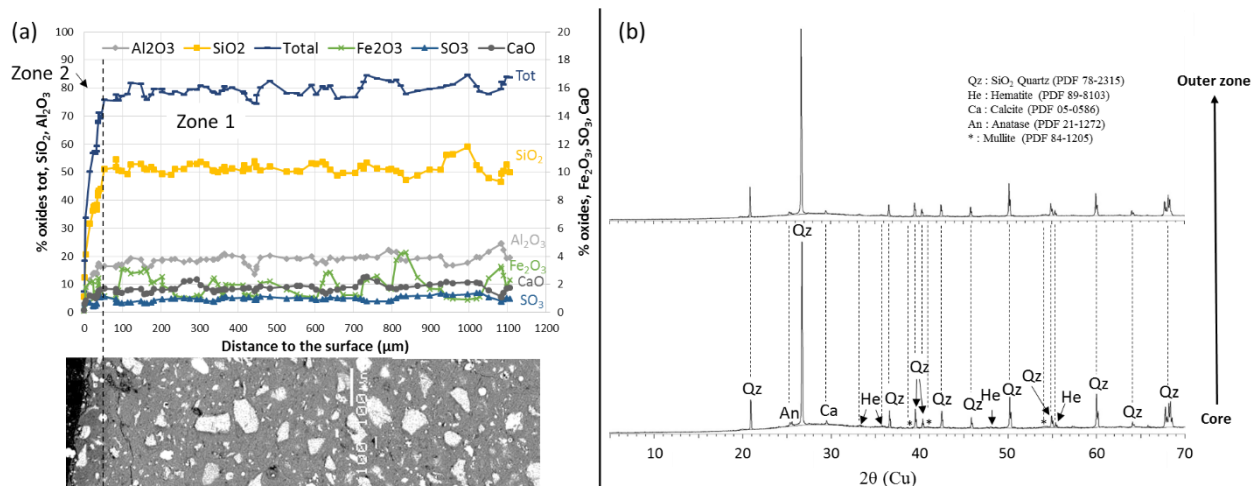 (a)
Al2O3 SiO2 Total Fe2O3 SO3 CaO
100
90
80
70
60
50
40
30
20
10
0
% oxides tot, SiO₂, Al₂O₃
20
18
16
14
12
10
8
6
4
2
0
% oxides, Fe₂O₃, SO₃, CaO
Zone 2
Zone 1
Tot
SiO₂
Al₂O₃
Fe₂O₃
CaO
SO₃
0 100 200 300 400 500 600 700 800 900 1000 1100 1200
Distance to the surface (µm)
(b)
Qz : SiO₂ Quartz (PDF 78-2315)
He : Hematite (PDF 89-8103)
Ca : Calcite (PDF 05-0586)
An : Anatase (PDF 21-1272)
* : Mullite (PDF 84-1205)
Outer zone
Core
Qz
Qz An Ca He Qz * Qz * Qz Qz He Qz * Qz He Qz Qz Qz
5 10 20 30 40 50 60 70
2θ (Cu)